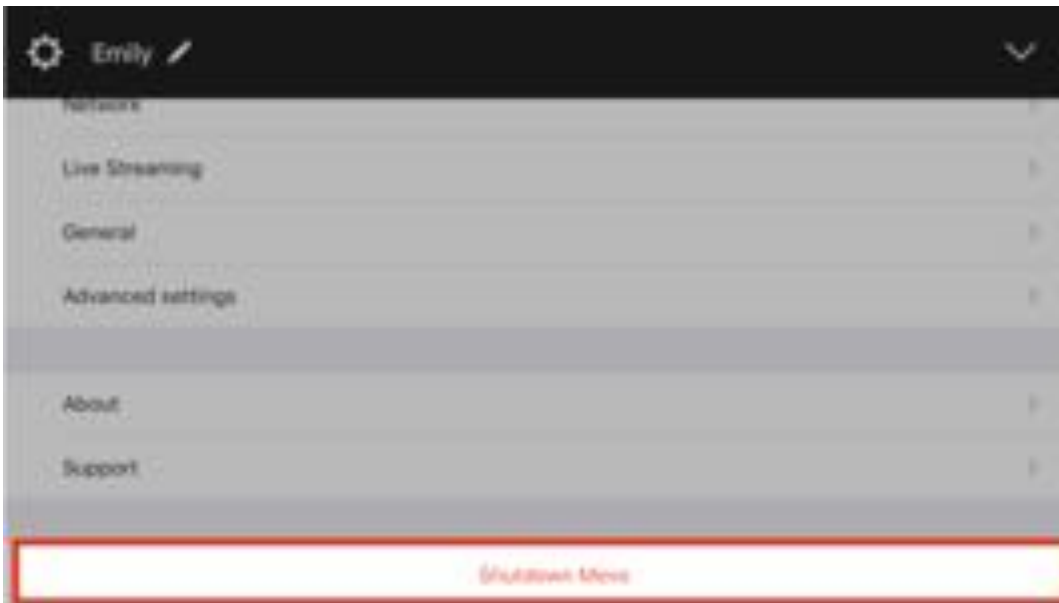 Emily
Network
Live Streaming
General
Advanced settings
About
Support
Shutdown Mevo